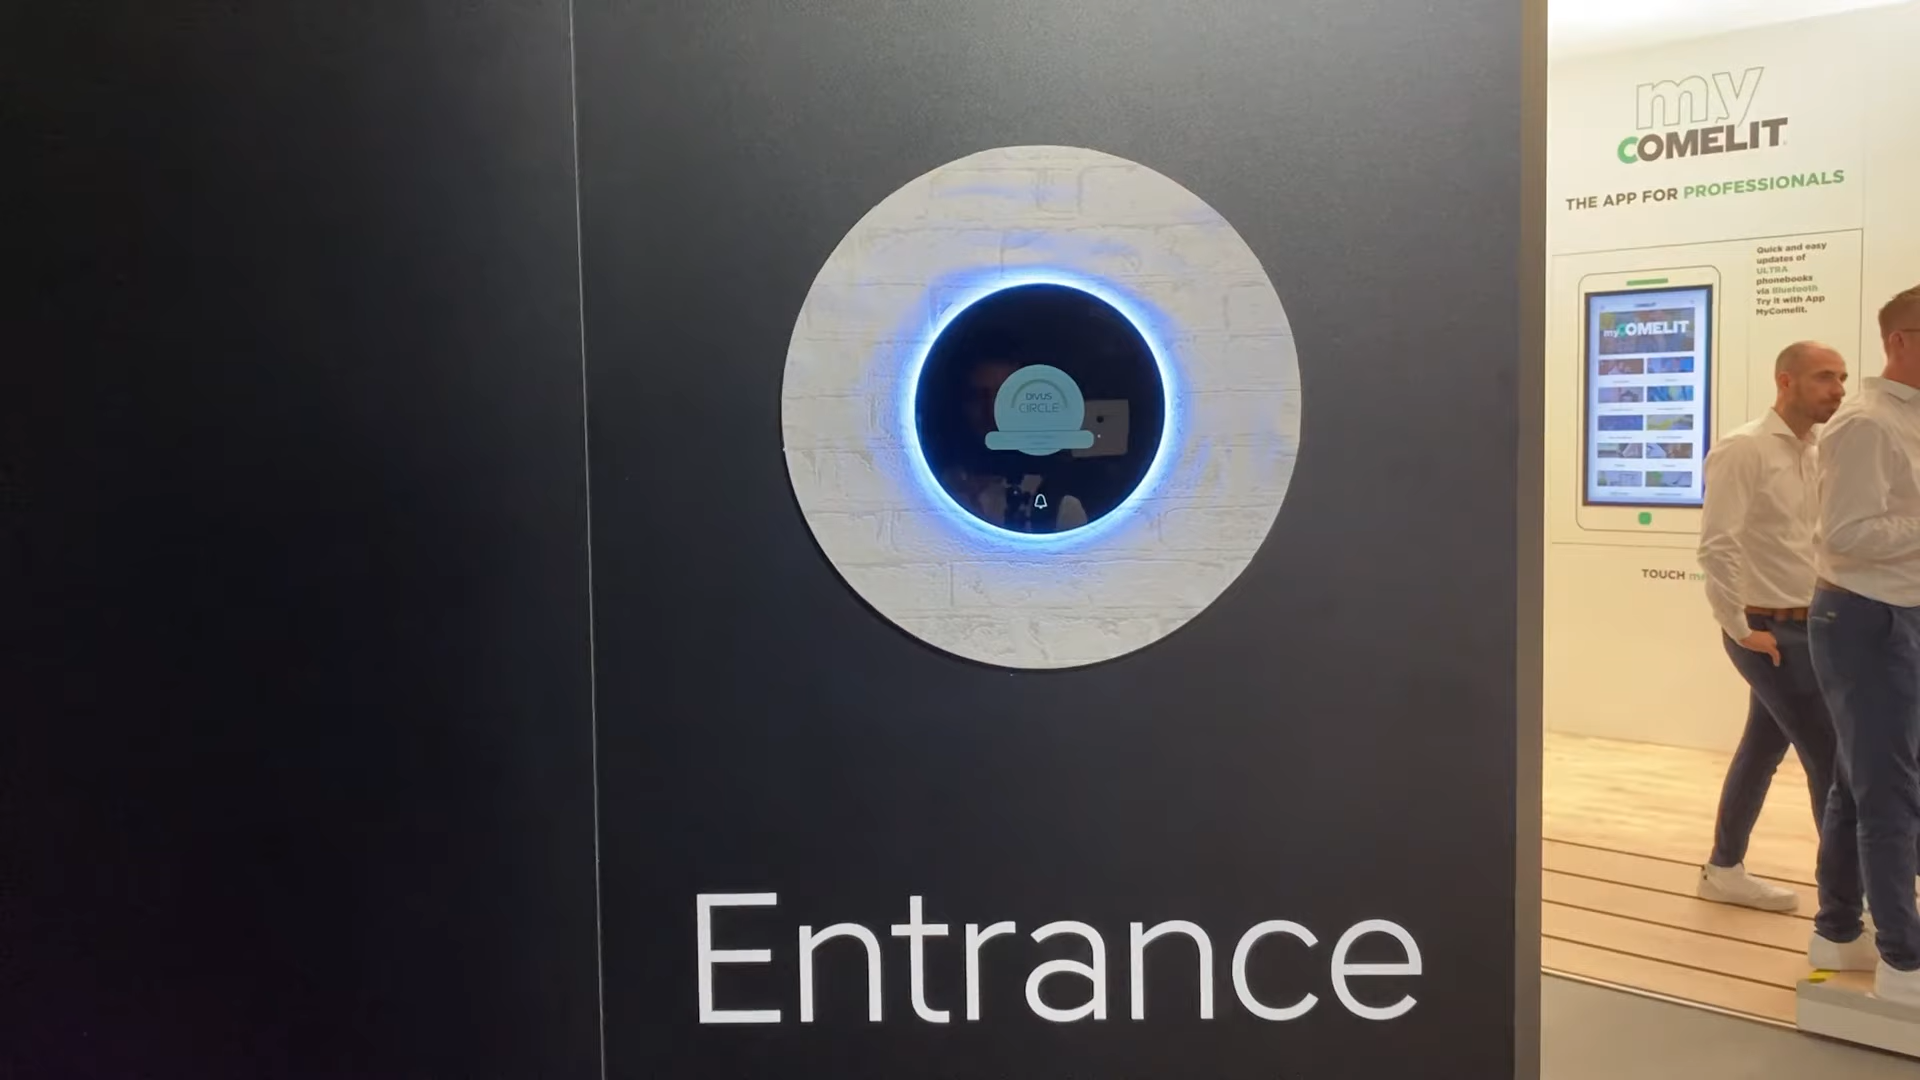 DIVUS
CIRCLE
Entrance
my
COMELIT
THE APP FOR PROFESSIONALS
Quick and easy
updates of
ULTRA
phonebooks
via Bluetooth
Try it with App
MyComelit.
myCOMELIT
TOUCH